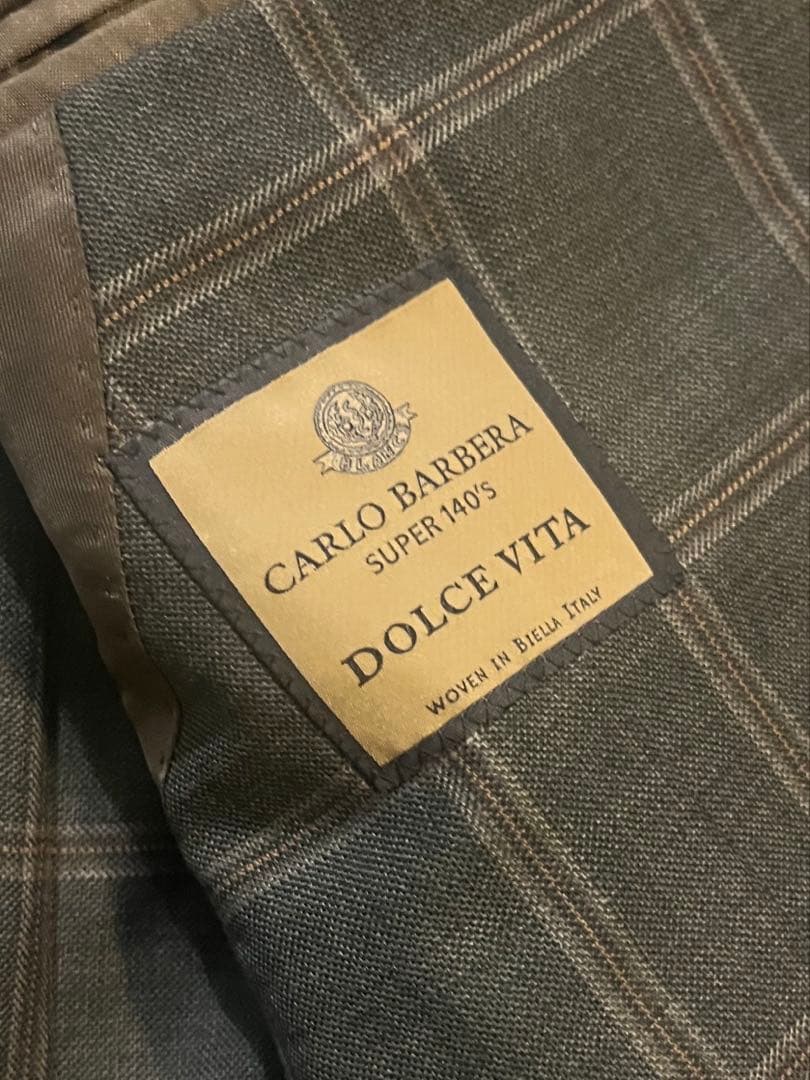 CARLO BARBERA
SUPER 140'S
DOLCE VITA
WOVEN IN BIELLA ITALY